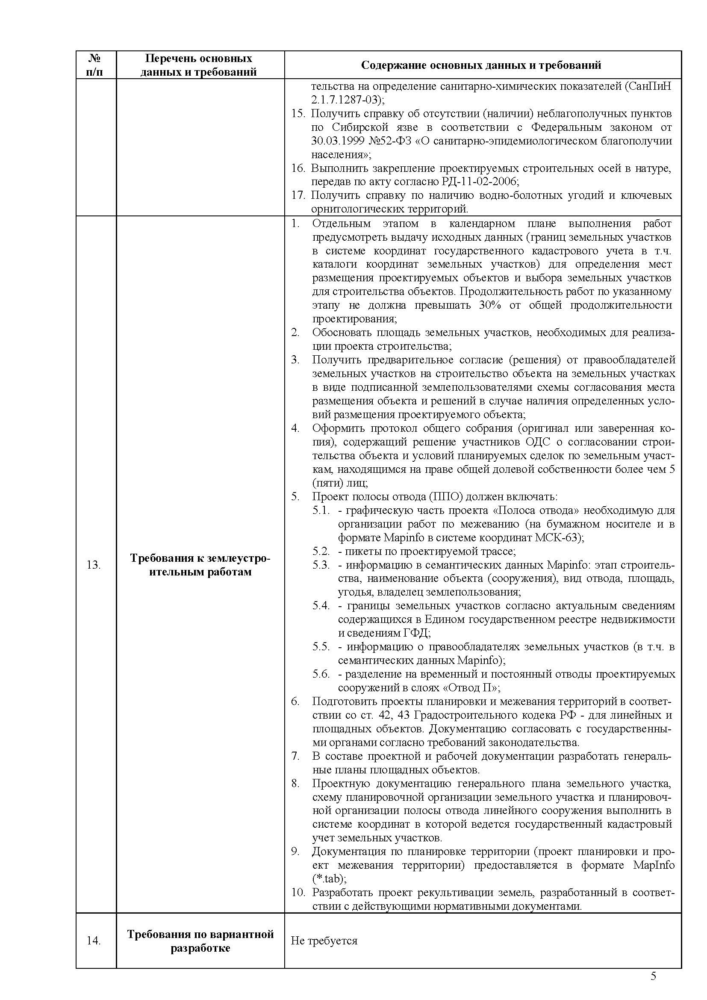 №
п/п
Перечень основных
данных и требований
Содержание основных данных и требований
тельства на определение санитарно-химических показателей (СанПиН
2.1.7.1287-03);
15. Получить справку об отсутствии (наличии) неблагополучных пунктов
по Сибирской язве в соответствии с Федеральным законом от
30.03.1999 №52-ФЗ «О санитарно-эпидемиологическом благополучии
населения»;
16. Выполнить закрепление проектируемых строительных осей в натуре,
передав по акту согласно РД-11-02-2006;
17. Получить справку по наличию водно-болотных угодий и ключевых
орнитологических территорий.
13.
Требования к землеустро-
ительным работам
1. Отдельным этапом в календарном плане выполнения работ
предусмотреть выдачу исходных данных (границ земельных участков
в системе координат государственного кадастрового учета в т.ч.
каталоги координат земельных участков) для определения мест
размещения проектируемых объектов и выбора земельных участков
для строительства объектов. Продолжительность работ по указанному
этапу не должна превышать 30% от общей продолжительности
проектирования;
2. Обосновать площадь земельных участков, необходимых для реализа-
ции проекта строительства;
3. Получить предварительное согласие (решения) от правообладателей
земельных участков на строительство объекта на земельных участках
в виде подписанной землепользователями схемы согласования места
размещения объекта и решений в случае наличия определенных усло-
вий размещения проектируемого объекта;
4. Оформить протокол общего собрания (оригинал или заверенная ко-
пия), содержащий решение участников ОДС о согласовании строи-
тельства объекта и условий планируемых сделок по земельным участ-
кам, находящимся на праве общей долевой собственности более чем 5
(пяти) лиц;
5. Проект полосы отвода (ППО) должен включать:
5.1. - графическую часть проекта «Полоса отвода» необходимую для
организации работ по межеванию (на бумажном носителе и в
формате Mapinfo в системе координат МСК-63);
5.2. - пикеты по проектируемой трассе;
5.3. - информацию в семантических данных Mapinfo: этап строитель-
ства, наименование объекта (сооружения), вид отвода, площадь,
угодья, владелец землепользования;
5.4. - границы земельных участков согласно актуальным сведениям
содержащихся в Едином государственном реестре недвижимости
и сведениям ГФД;
5.5. - информацию о правообладателях земельных участков (в т.ч. в
семантических данных Mapinfo);
5.6. - разделение на временный и постоянный отводы проектируемых
сооружений в слоях «Отвод П»;
6. Подготовить проекты планировки и межевания территорий в соответ-
ствии со ст. 42, 43 Градостроительного кодека РФ - для линейных и
площадных объектов. Документацию согласовать с государственны-
ми органами согласно требований законодательства.
7. В составе проектной и рабочей документации разработать генераль-
ные планы площадных объектов.
8. Проектную документацию генерального плана земельного участка,
схему планировочной организации земельного участка и планировоч-
ной организации полосы отвода линейного сооружения выполнить в
системе координат в которой ведется государственный кадастровый
учет земельных участков.
9. Документация по планировке территории (проект планировки и про-
ект межевания территории) предоставляется в формате MapInfo
(*.tab);
10. Разработать проект рекультивации земель, разработанный в соответ-
ствии с действующими нормативными документами.
14.
Требования по вариантной
разработке
Не требуется
5